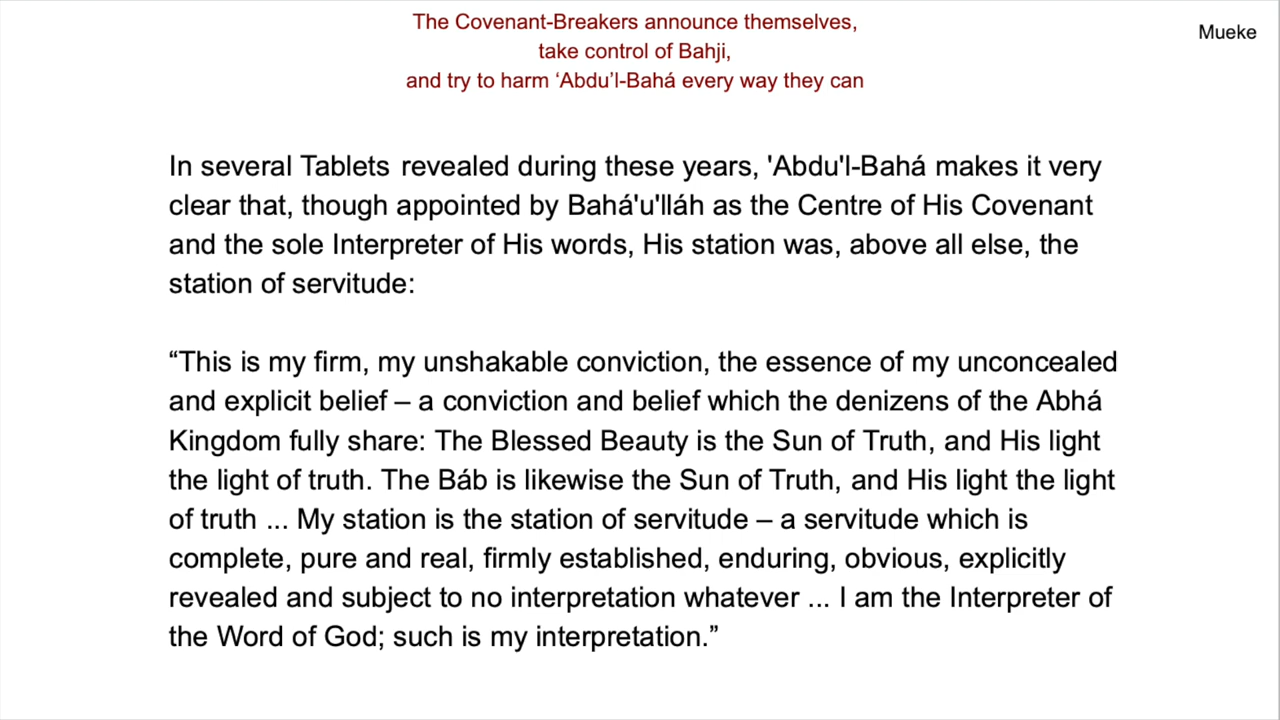 The Covenant-Breakers announce themselves,
take control of Bahji,
and try to harm ‘Abdu’l-Bahá every way they can
Mueke
In several Tablets revealed during these years, 'Abdu'l-Bahá makes it very
clear that, though appointed by Bahá'u'lláh as the Centre of His Covenant
and the sole Interpreter of His words, His station was, above all else, the
station of servitude:
“This is my firm, my unshakable conviction, the essence of my unconcealed
and explicit belief – a conviction and belief which the denizens of the Abhá
Kingdom fully share: The Blessed Beauty is the Sun of Truth, and His light
the light of truth. The Báb is likewise the Sun of Truth, and His light the light
of truth ... My station is the station of servitude – a servitude which is
complete, pure and real, firmly established, enduring, obvious, explicitly
revealed and subject to no interpretation whatever ... I am the Interpreter of
the Word of God; such is my interpretation.”